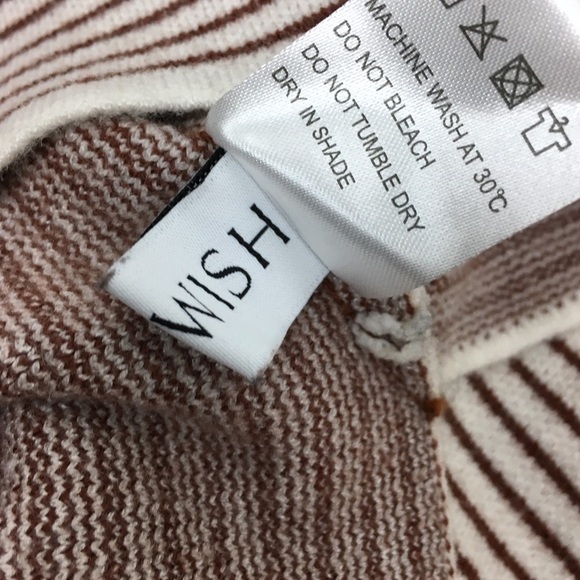 MACHINE WASH AT 30℃
DO NOT BLEACH
DO NOT TUMBLE DRY
DRY IN SHADE
WISH